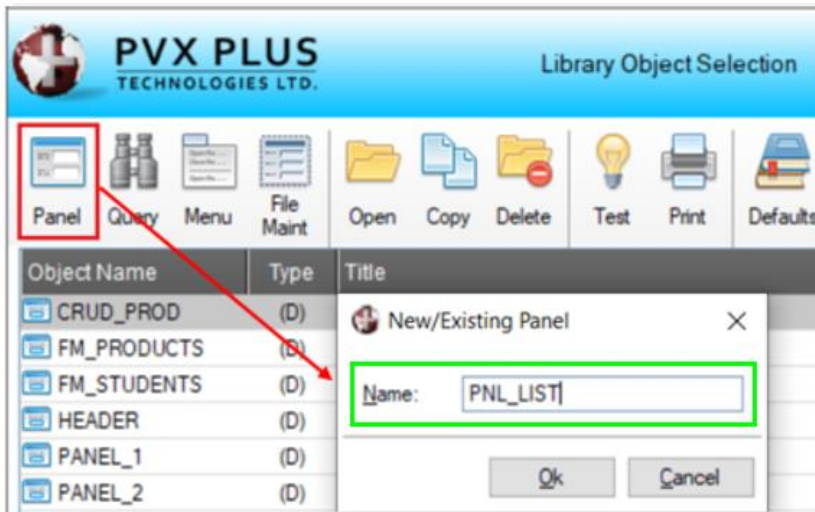 PVX PLUS
TECHNOLOGIES LTD.
Library Object Selection
Panel
Query
Menu
File
Maint
Open
Copy
Delete
Test
Print
Defaults
Object Name
Type
Title
CRUD_PROD
(D)
FM_PRODUCTS
(D)
FM_STUDENTS
(D)
HEADER
(D)
PANEL_1
(D)
PANEL_2
(D)
New/Existing Panel
Name:
PNL_LIST
Ok
Cancel